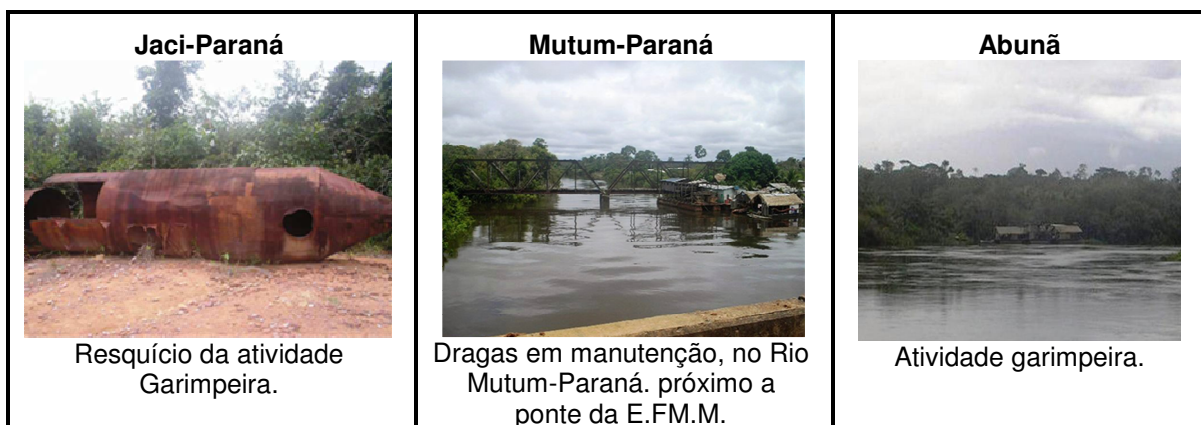 Jaci-Paraná
Resquício da atividade
Garimpeira.
Mutum-Paraná
Dragas em manutenção, no Rio
Mutum-Paraná. próximo a
ponte da E.FM.M.
Abunã
Atividade garimpeira.